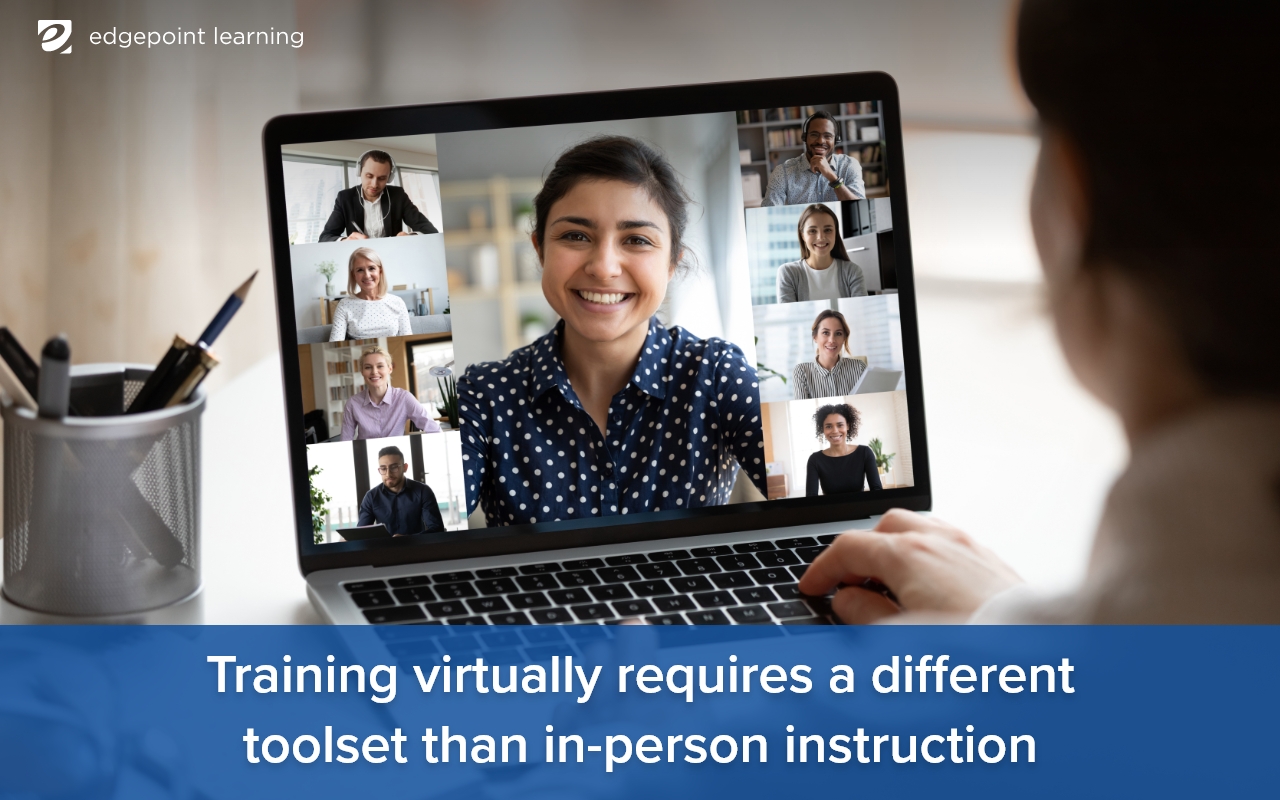 edgepoint learning
Training virtually requires a different
toolset than in-person instruction